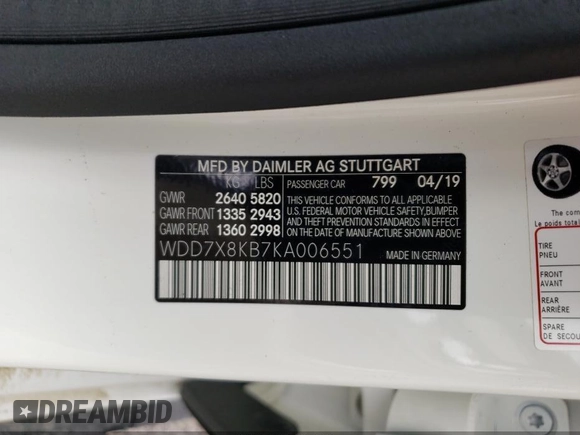 MFD BY DAIMLER AG STUTTGART
KG LBS PASSENGER CAR 799 04/19
GVWR 2640 5820
GAWR FRONT 1335 2943
GAWR REAR 1360 2998
THIS VEHICLE CONFORMS TO ALL APPLICABLE
U.S. FEDERAL MOTOR VEHICLE SAFETY,BUMPER,
AND THEFT PREVENTION STANDARDS IN EFFECT
ON THE DATE OF MANUFACTURE SHOWN ABOVE.
WDD7X8KB7KA006551 MADE IN GERMANY
The com
Le poids total
TIRE
PNEU
FRONT
AVANT
REAR
ARRIÈRE
SPARE
DE SECOU
DREAMBID